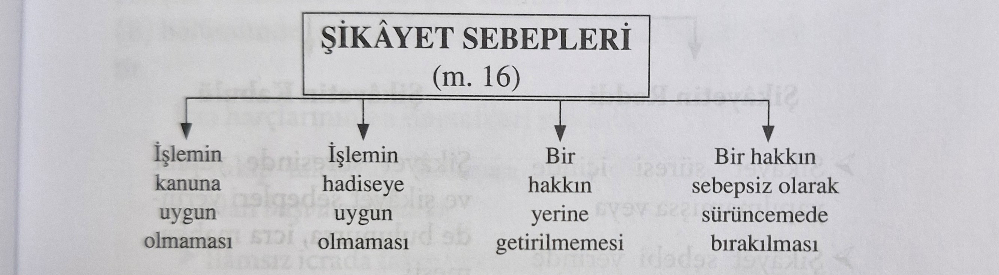 ŞİKÂYET SEBEPLERİ
(m. 16)
İşlemin
kanuna
uygun
olmaması
İşlemin
hadiseye
uygun
olmaması
Bir
hakkın
yerine
getirilmemesi
Bir hakkın
sebepsiz olarak
sürüncemede
bırakılması